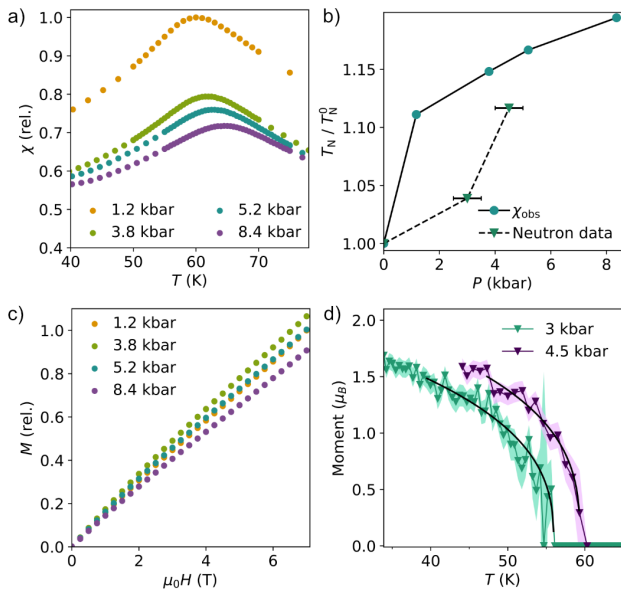 a)
1.0
0.9
0.8
0.7
0.6
0.5
0.4
χ (rel.)
40
50
60
70
T (K)
1.2 kbar
3.8 kbar
5.2 kbar
8.4 kbar
b)
1.15
1.10
1.05
1.00
T_N / T_N^0
0
2
4
6
8
P (kbar)
χ_obs
Neutron data
c)
1.0
0.8
0.6
0.4
0.2
0.0
M (rel.)
0
2
4
6
μ₀H (T)
1.2 kbar
3.8 kbar
5.2 kbar
8.4 kbar
d)
2.0
1.5
1.0
0.5
0.0
Moment (μ_B)
40
50
60
T (K)
3 kbar
4.5 kbar